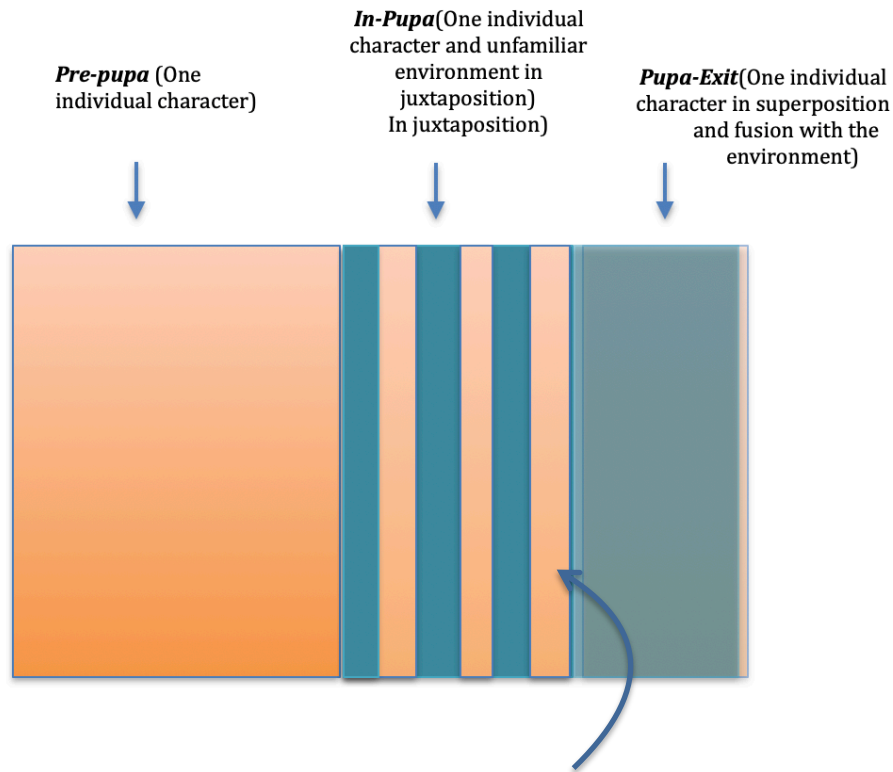 Pre-pupa (One
individual character)
In-Pupa(One individual
character and unfamiliar
environment in
juxtaposition)
In juxtaposition)
Pupa-Exit(One individual
character in superposition
and fusion with the
environment)